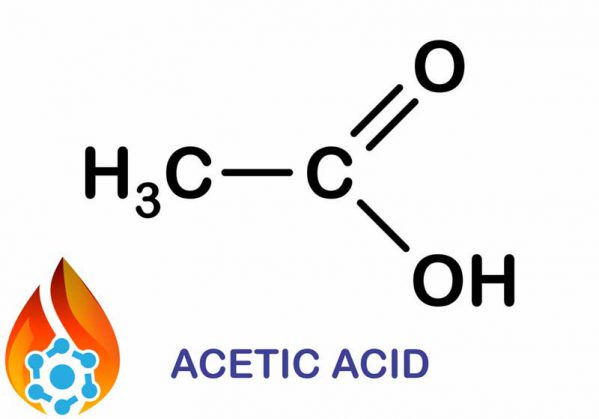 O
H₃C C
OH
ACETIC ACID